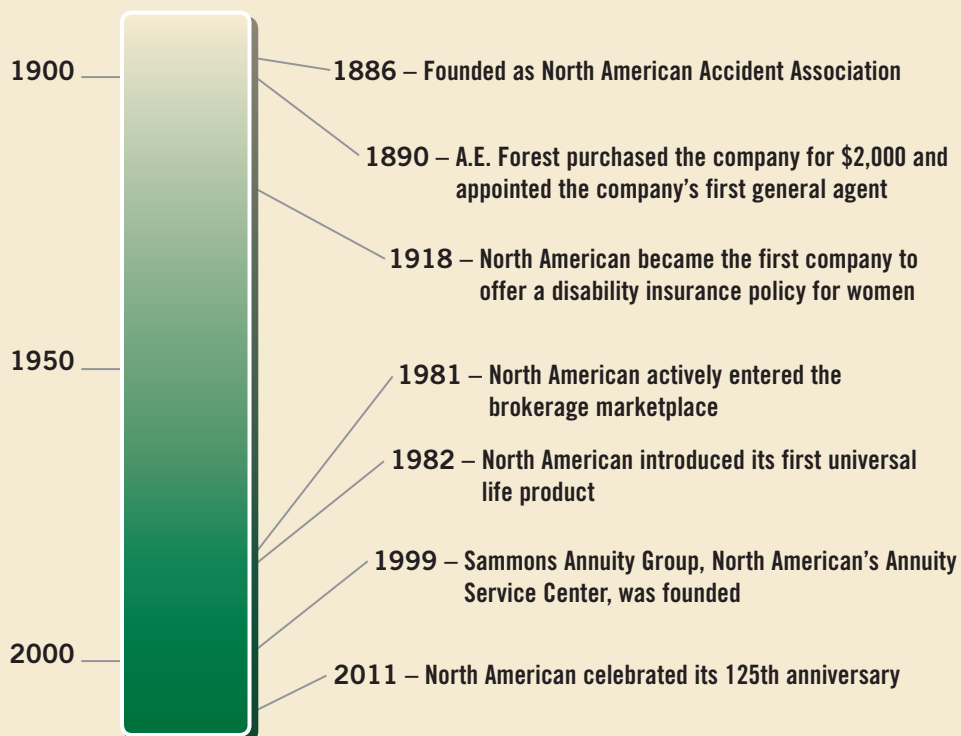 1900
1886 – Founded as North American Accident Association
1890 – A.E. Forest purchased the company for $2,000 and
appointed the company’s first general agent
1918 – North American became the first company to
offer a disability insurance policy for women
1950
1981 – North American actively entered the
brokerage marketplace
1982 – North American introduced its first universal
life product
1999 – Sammons Annuity Group, North American’s Annuity
Service Center, was founded
2000
2011 – North American celebrated its 125th anniversary